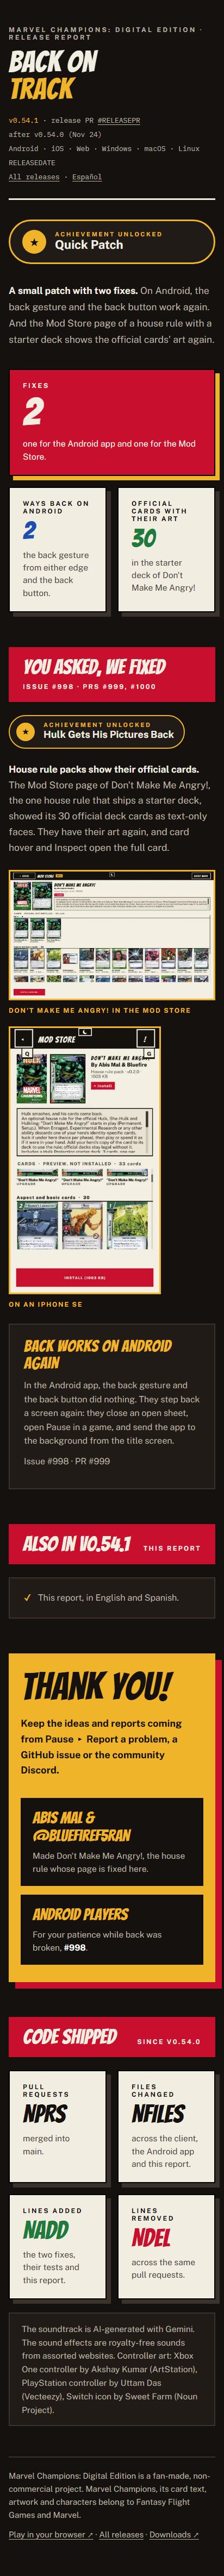 MARVEL CHAMPIONS: DIGITAL EDITION ·
RELEASE REPORT
BACK ON
TRACK
v0.54.1 · release PR #RELEASEPR
after v0.54.0 (Nov 24)
Android · iOS · Web · Windows · macOS · Linux
RELEASEDATE
All releases · Español
ACHIEVEMENT UNLOCKED
Quick Patch
A small patch with two fixes. On Android, the
back gesture and the back button work again.
And the Mod Store page of a house rule with a
starter deck shows the official cards' art again.
FIXES
2
one for the Android app and one for the Mod
Store.
WAYS BACK ON
ANDROID
2
the back gesture
from either edge
and the back
button.
OFFICIAL
CARDS WITH
THEIR ART
30
in the starter
deck of Don't
Make Me Angry!
YOU ASKED, WE FIXED
ISSUE #998 · PRS #999, #1000
ACHIEVEMENT UNLOCKED
Hulk Gets His Pictures Back
House rule packs show their official cards.
The Mod Store page of Don't Make Me Angry!,
the one house rule that ships a starter deck,
showed its 30 official deck cards as text-only
faces. They have their art again, and card
hover and Inspect open the full card.
MOD STORE
DON'T MAKE ME ANGRY!
DON'T MAKE ME ANGRY! IN THE MOD STORE
MOD STORE
Q
G
DON'T MAKE ME ANGRY!
By Abis Mal & Bluefire
House rule pack · v0.2.0
Install
CARDS · PREVIEW, NOT INSTALLED · 33 cards
Aspect and basic cards · 30
INSTALL (1093 KB)
ON AN IPHONE SE
BACK WORKS ON ANDROID
AGAIN
In the Android app, the back gesture and
the back button did nothing. They step back
a screen again: they close an open sheet,
open Pause in a game, and send the app to
the background from the title screen.
Issue #998 · PR #999
ALSO IN V0.54.1
THIS REPORT
✓ This report, in English and Spanish.
THANK YOU!
Keep the ideas and reports coming
from Pause ‣ Report a problem, a
GitHub issue or the community
Discord.
ABIS MAL &
@BLUEFIREF5RAN
Made Don't Make Me Angry!, the house
rule whose page is fixed here.
ANDROID PLAYERS
For your patience while back was
broken, #998.
CODE SHIPPED
SINCE V0.54.0
PULL
REQUESTS
NPRS
merged into
main.
FILES
CHANGED
NFILES
across the client,
the Android app
and this report.
LINES ADDED
NADD
the two fixes,
their tests and
this report.
LINES
REMOVED
NDEL
across the same
pull requests.
The soundtrack is AI-generated with Gemini.
The sound effects are royalty-free sounds
from assorted websites. Controller art: Xbox
One controller by Akshay Kumar (ArtStation),
PlayStation controller by Uttam Das
(Vecteezy), Switch icon by Sweet Farm (Noun
Project).
Marvel Champions: Digital Edition is a fan-made, non-
commercial project. Marvel Champions, its card text,
artwork and characters belong to Fantasy Flight
Games and Marvel.
Play in your browser ↗ · All releases · Downloads ↗